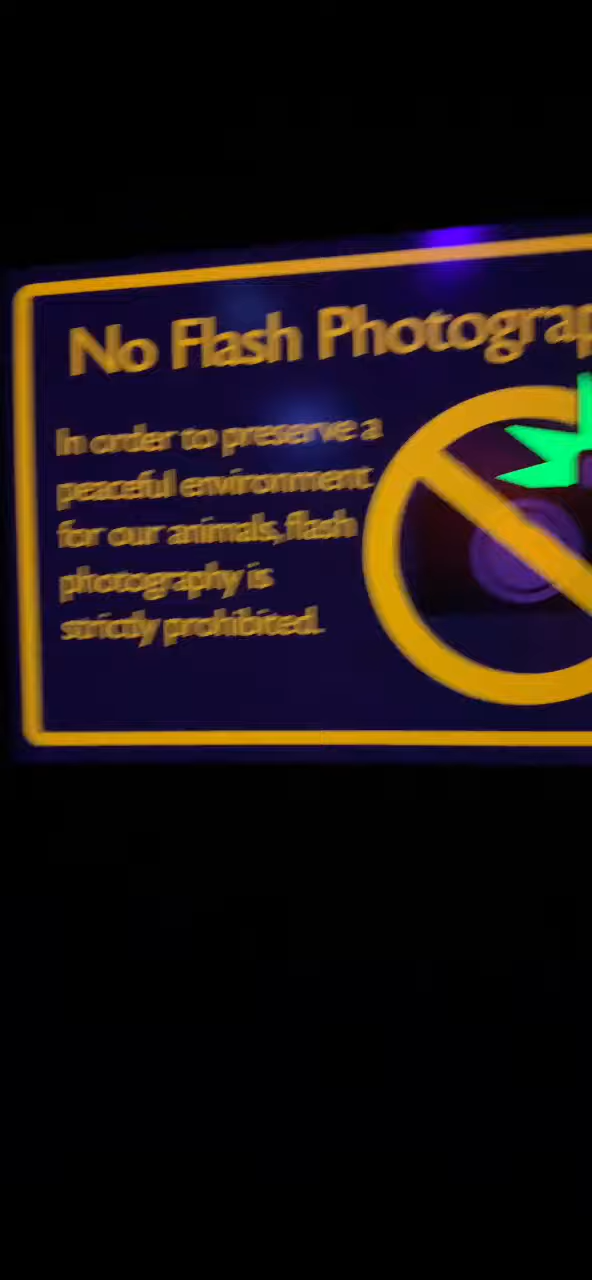 No Flash Photograp
In order to preserve a
peaceful environment
for our animals, flash
photography is
strictly prohibited.